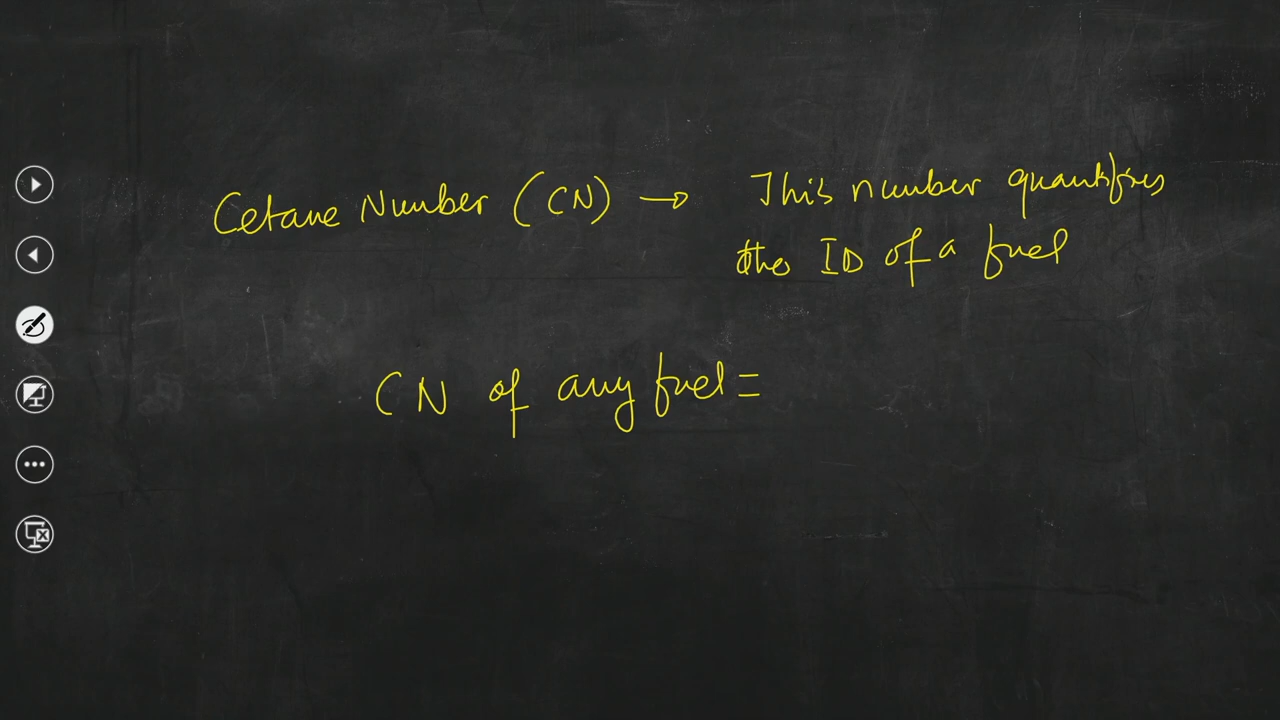 Cetane Number (CN) → This number quantifies
the ID of a fuel
CN of any fuel =